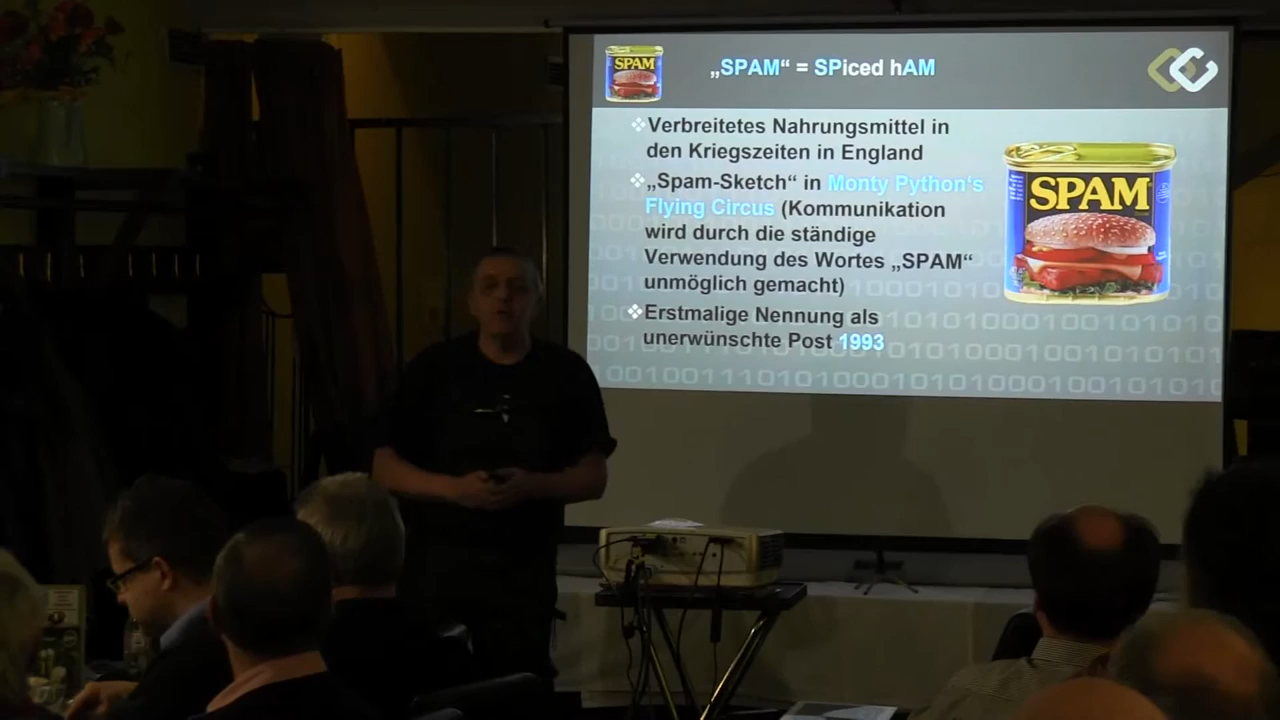 SPAM
„SPAM“ = SPiced hAM
Verbreitetes Nahrungsmittel in
den Kriegszeiten in England
„Spam-Sketch“ in Monty Python‘s
Flying Circus (Kommunikation
wird durch die ständige
Verwendung des Wortes „SPAM“
unmöglich gemacht)
Erstmalige Nennung als
unerwünschte Post 1993
SPAM